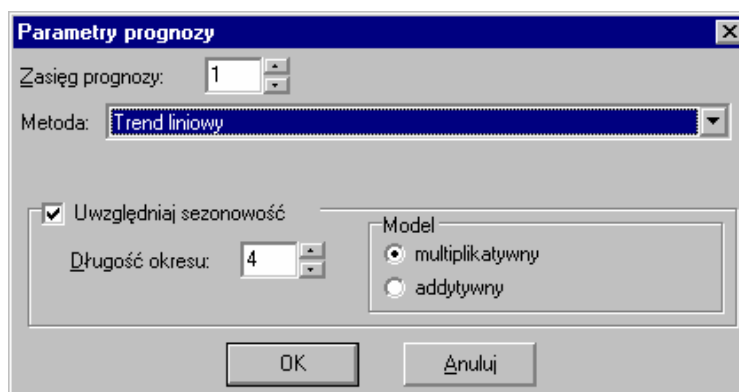 Parametry prognozy
Zasięg prognozy: 1
Metoda: Trend liniowy
Uwzględniaj sezonowość
Model
Długość okresu: 4
multiplikatywny
addytywny
OK Anuluj